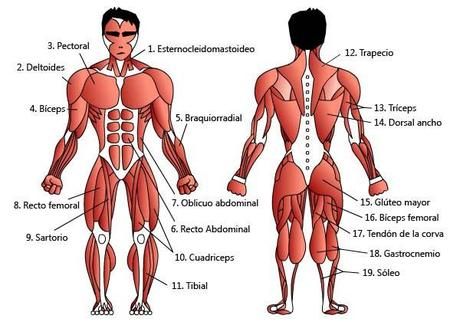 1. Esternocleidomastoideo
2. Deltoides
3. Pectoral
4. Bíceps
5. Braquiorradial
6. Recto Abdominal
7. Oblicuo abdominal
8. Recto femoral
9. Sartorio
10. Cuadriceps
11. Tibial
12. Trapecio
13. Tríceps
14. Dorsal ancho
15. Glúteo mayor
16. Bíceps femoral
17. Tendón de la corva
18. Gastrocnemio
19. Sóleo